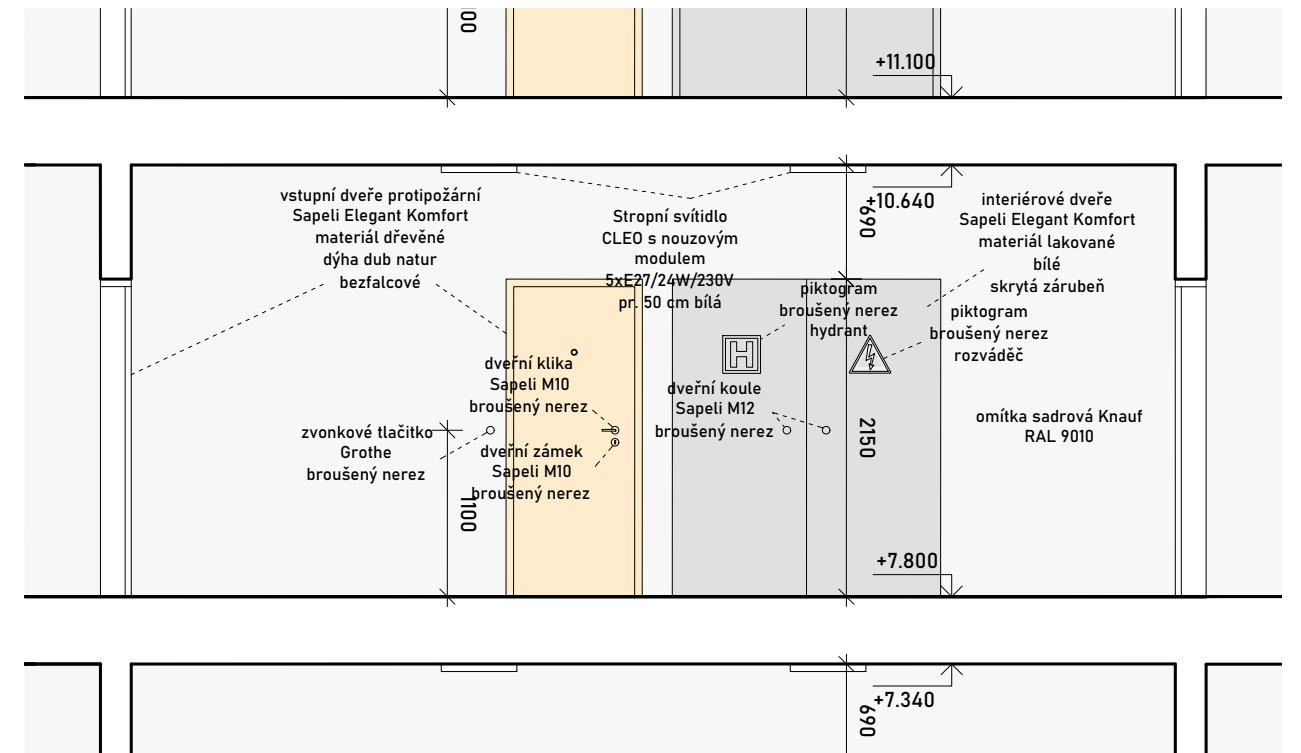 00
+11.100
vstupní dveře protipožární
Sapeli Elegant Komfort
materiál dřevěné
dýha dub natur
bezfalcové
Stropní svítidlo
CLEO s nouzovým
modulem
5xE27/24W/230V
pr. 50 cm bílá
+10.640
690
interiérové dveře
Sapeli Elegant Komfort
materiál lakované
bílé
skrytá zárubeň
piktogram
broušený nerez
hydrant
piktogram
broušený nerez
rozváděč
H
dveřní klika
Sapeli M10
broušený nerez
dveřní koule
Sapeli M12
broušený nerez
zvonkové tlačitko
Grothe
broušený nerez
dveřní zámek
Sapeli M10
broušený nerez
1100
2150
omítka sadrová Knauf
RAL 9010
+7.800
+7.340
690